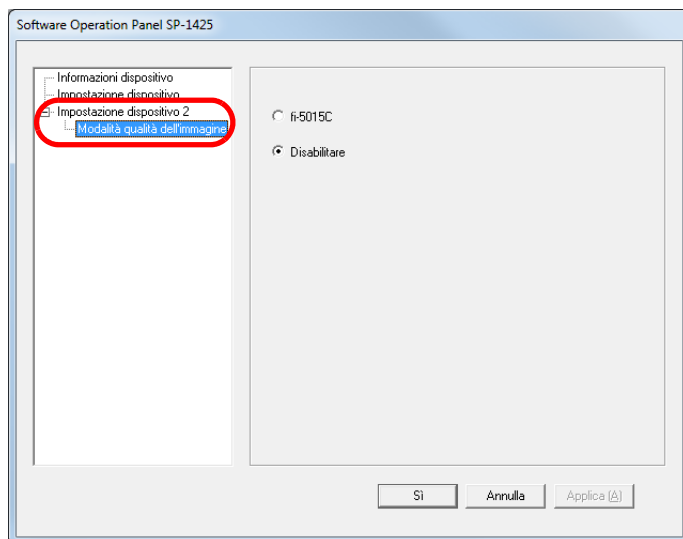 Software Operation Panel SP-1425
Informazioni dispositivo
Impostazione dispositivo
Impostazione dispositivo 2
Modalità qualità dell'immagine
fi-5015C
Disabilitare
Sì
Annulla
Applica (A)